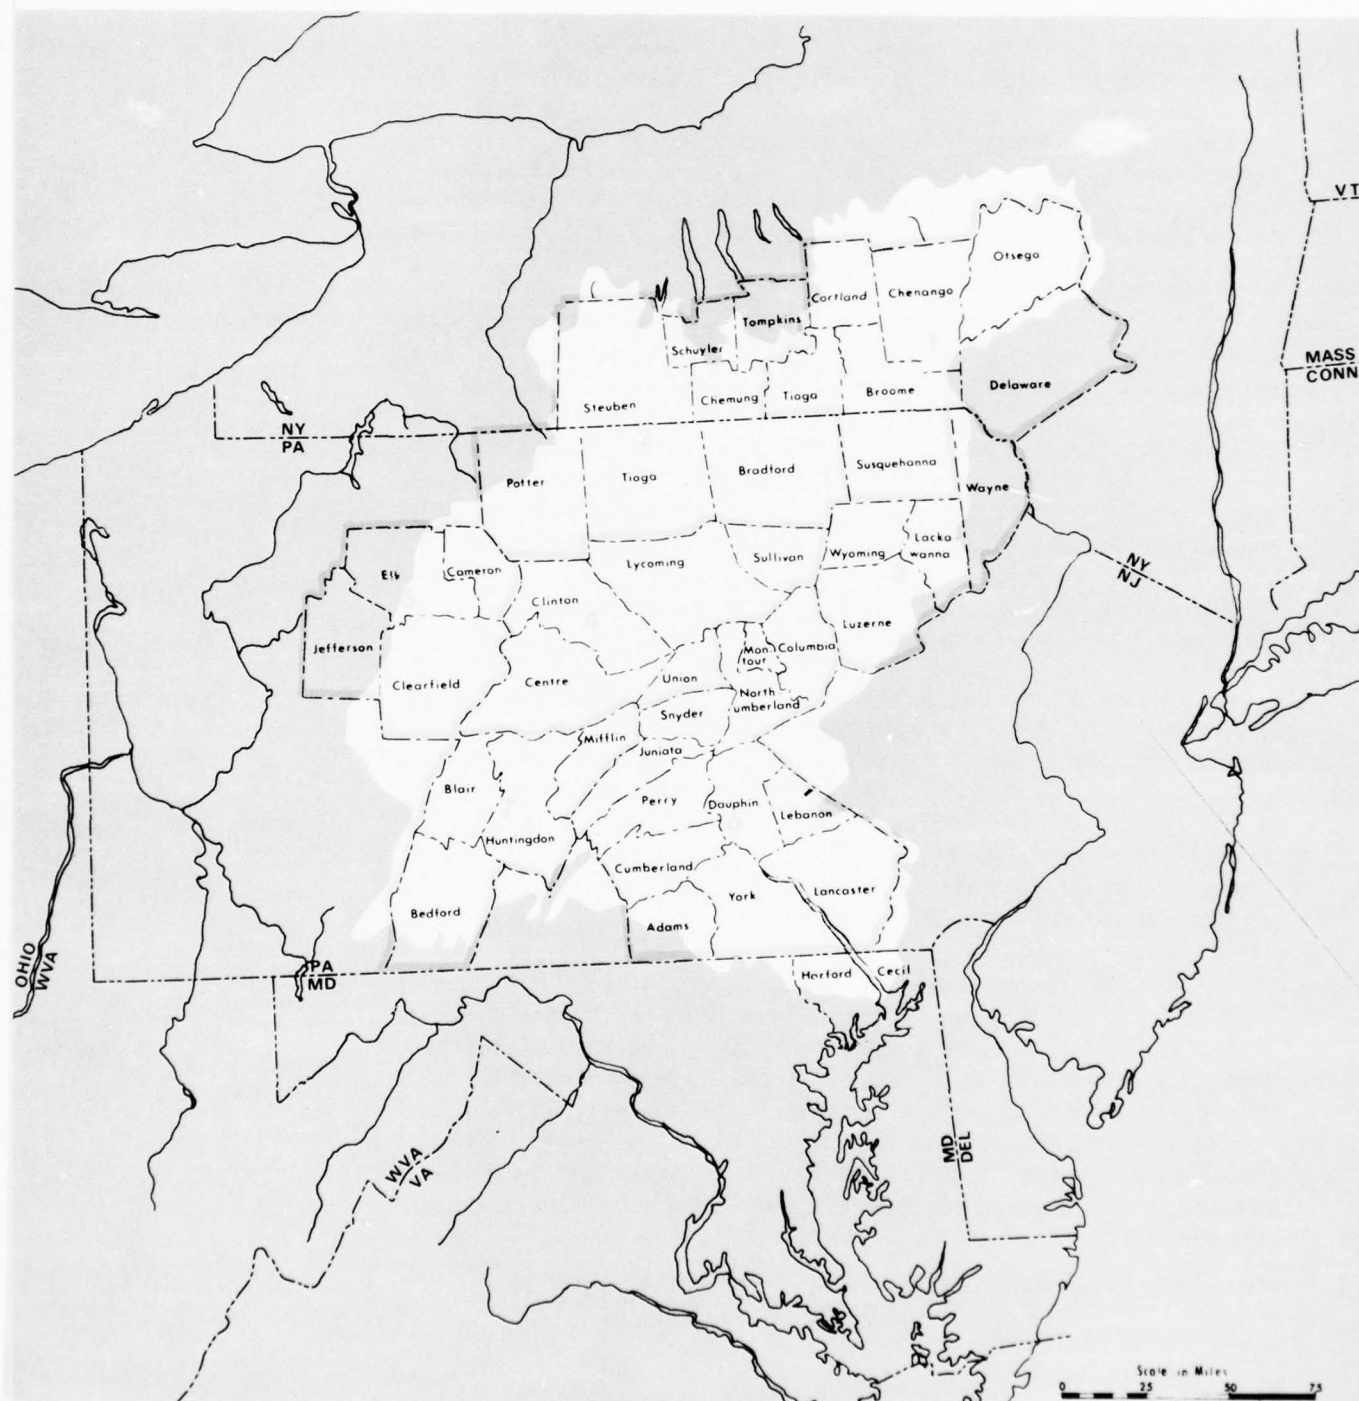 VT
MASS
CONN
Otsego
Cortland
Chenango
Tompkins
Schuyler
Steuben
Chemung
Tioga
Broome
Delaware
NY
PA
Potter
Tioga
Bradford
Susquehanna
Wayne
Elk
Cameron
Clinton
Lycoming
Sullivan
Wyoming
Lacka
wanna
NY
NJ
Jefferson
Clearfield
Centre
Union
Mon
tour
Columbia
Luzerne
Snyder
North
umberland
Mifflin
Juniata
Blair
Huntingdon
Perry
Dauphin
Lebanon
Cumberland
Bedford
Adams
York
Lancaster
OHIO
WVA
PA
MD
Harford
Cecil
WVA
VA
MD
DEL
Scale in Miles
0 25 50 75